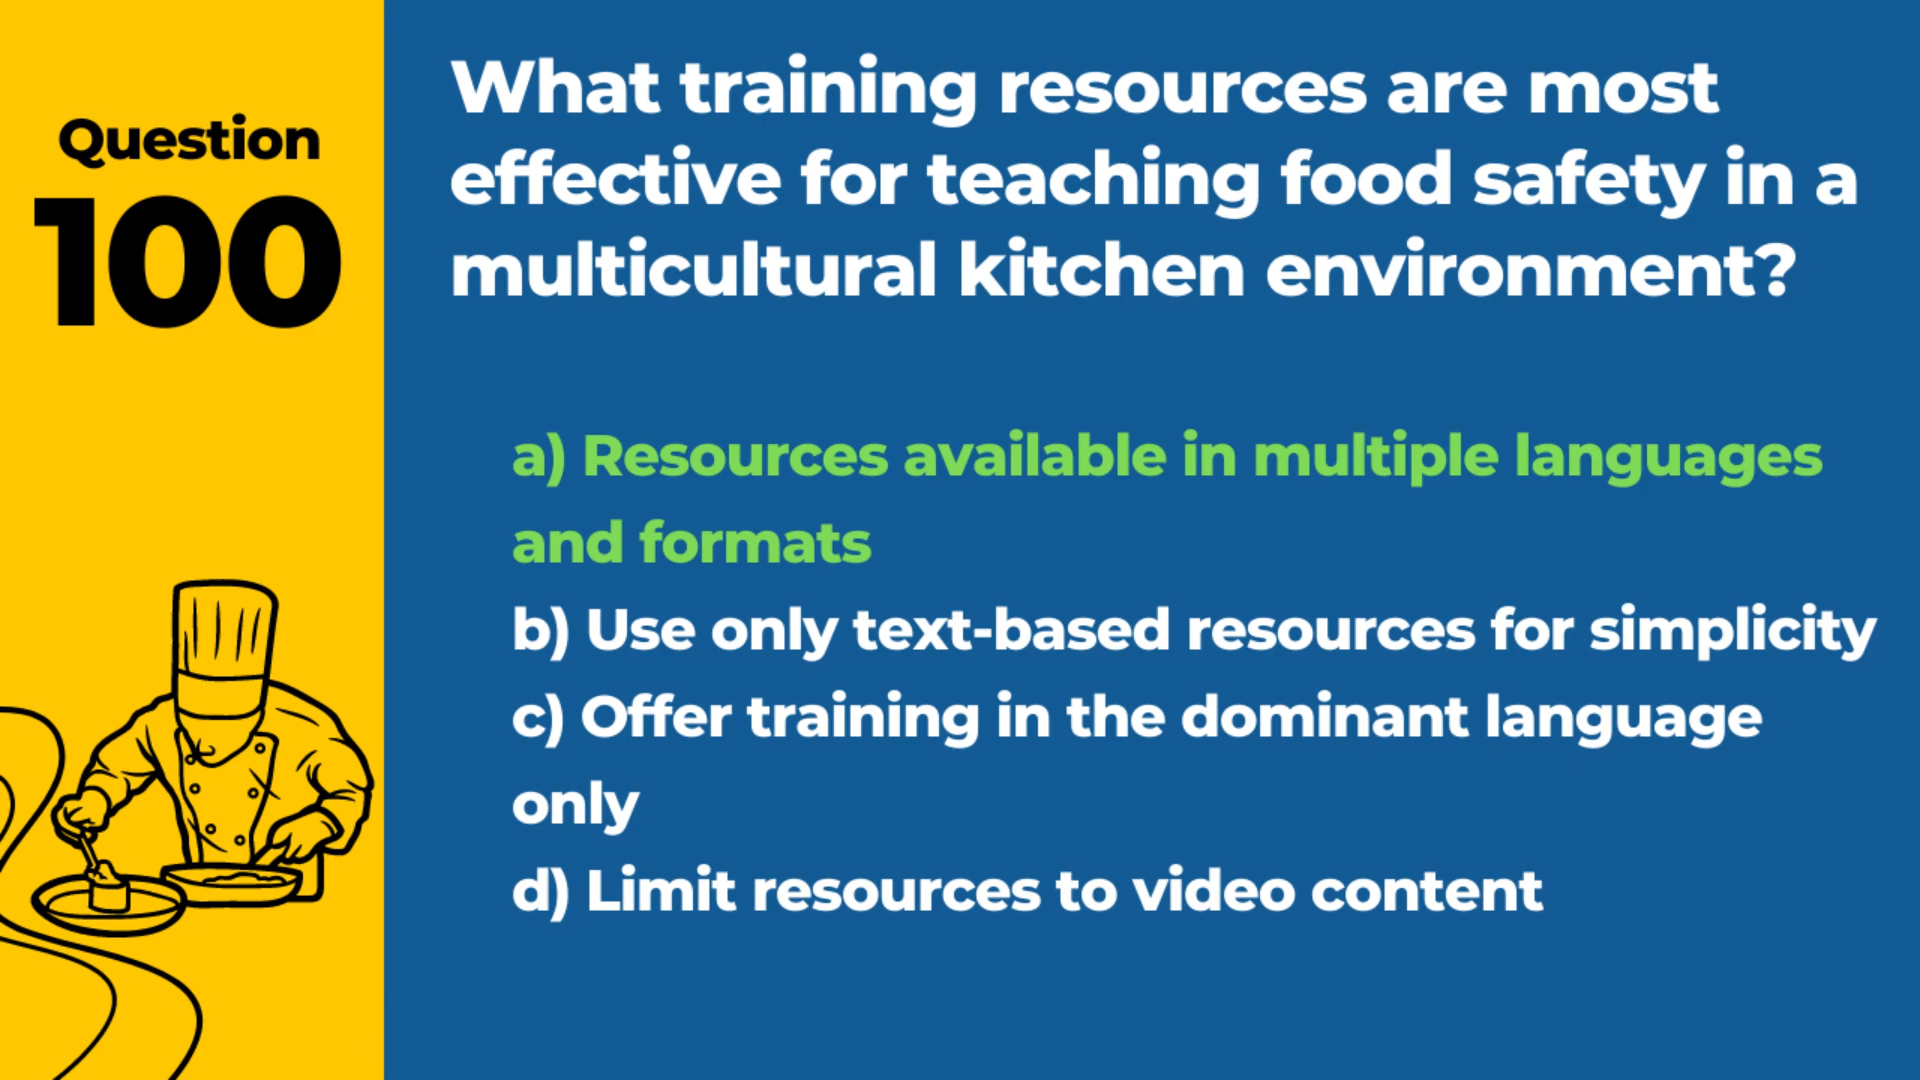 Question
100
What training resources are most
effective for teaching food safety in a
multicultural kitchen environment?
a) Resources available in multiple languages
and formats
b) Use only text-based resources for simplicity
c) Offer training in the dominant language
only
d) Limit resources to video content